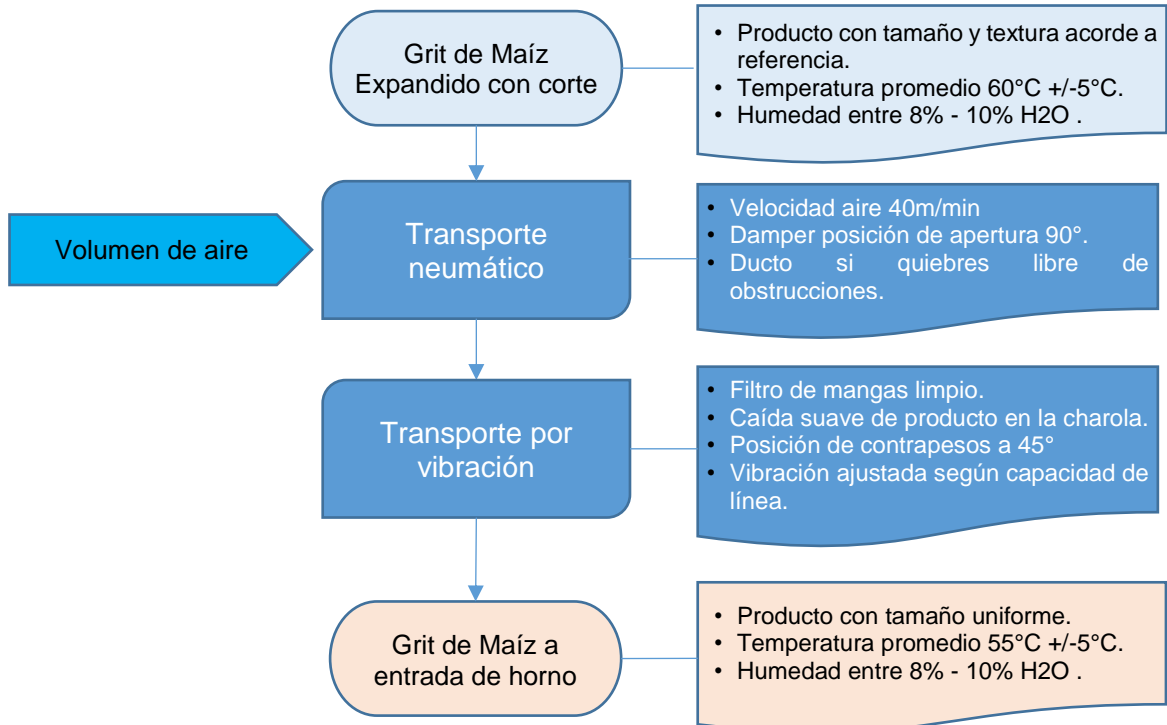 Grit de Maíz
Expandido con corte
• Producto con tamaño y textura acorde a
referencia.
• Temperatura promedio 60°C +/-5°C.
• Humedad entre 8% - 10% H2O .
Volumen de aire
Transporte
neumático
• Velocidad aire 40m/min
• Damper posición de apertura 90°.
• Ducto si quiebres libre de
obstrucciones.
Transporte por
vibración
• Filtro de mangas limpio.
• Caída suave de producto en la charola.
• Posición de contrapesos a 45°
• Vibración ajustada según capacidad de
línea.
Grit de Maíz a
entrada de horno
• Producto con tamaño uniforme.
• Temperatura promedio 55°C +/-5°C.
• Humedad entre 8% - 10% H2O .